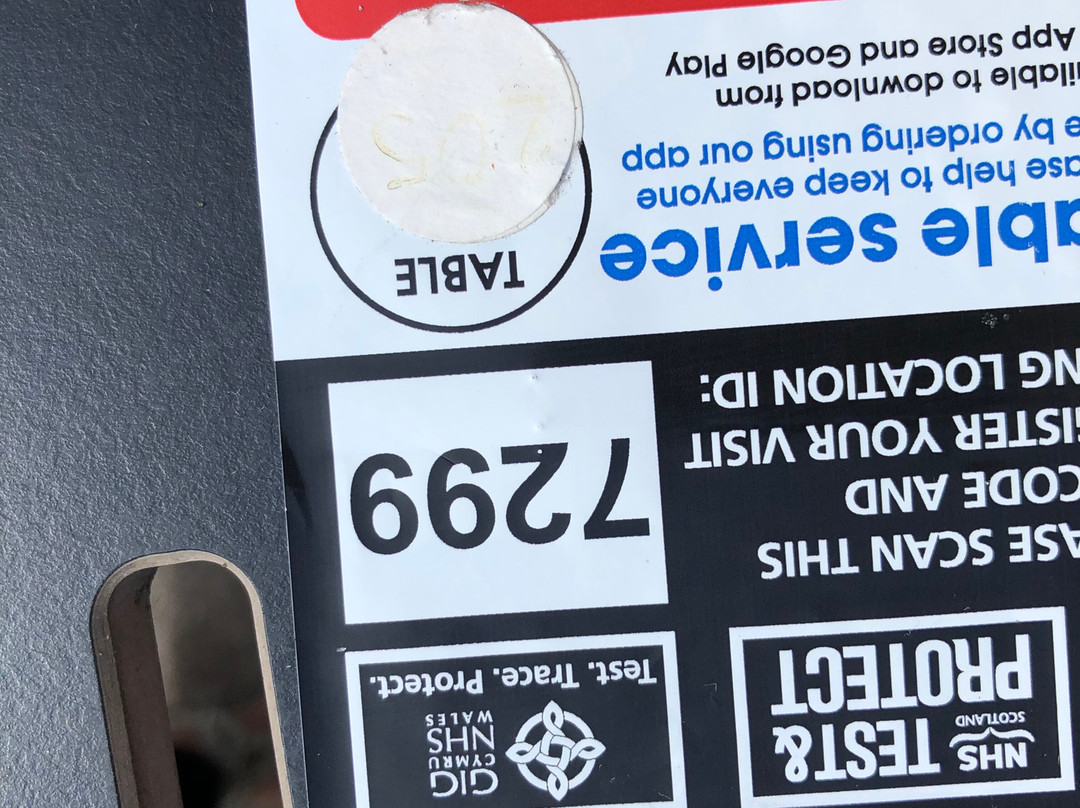 NHS
SCOTLAND
TEST&
PROTECT
GIG
CYMRU
NHS
WALES
Test. Trace. Protect.
ASE SCAN THIS
CODE AND
ISTER YOUR VISIT
NG LOCATION ID:
7299
able service
ase help to keep everyone
e by ordering using our app
ilable to download from
App Store and Google Play
TABLE